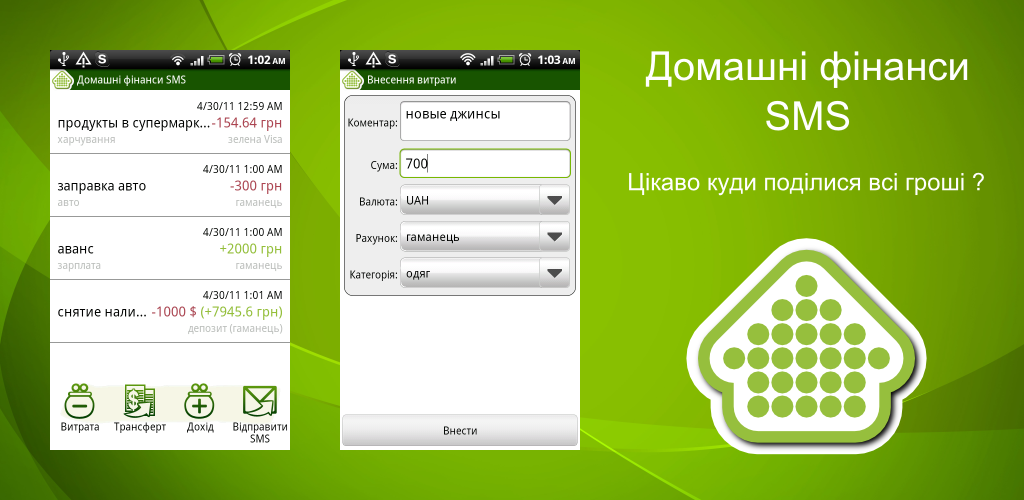 S
1:02 AM
Домашні фінанси SMS
4/30/11 12:59 AM
продукты в супермарк...-154.64 грн
харчування зелена Visa
4/30/11 1:00 AM
заправка авто -300 грн
авто гаманець
4/30/11 1:00 AM
аванс +2000 грн
зарплата гаманець
4/30/11 1:01 AM
снятие нали... -1000 $ (+7945.6 грн)
депозит (гаманець)
Витрата Трансферт Дохід Відправити
SMS
S
1:03 AM
Внесення витрати
Коментар: новые джинсы
Сума: 700
Валюта: UAH
Рахунок: гаманець
Категорія: одяг
Внести
Домашні фінанси
SMS
Цікаво куди поділися всі гроші ?